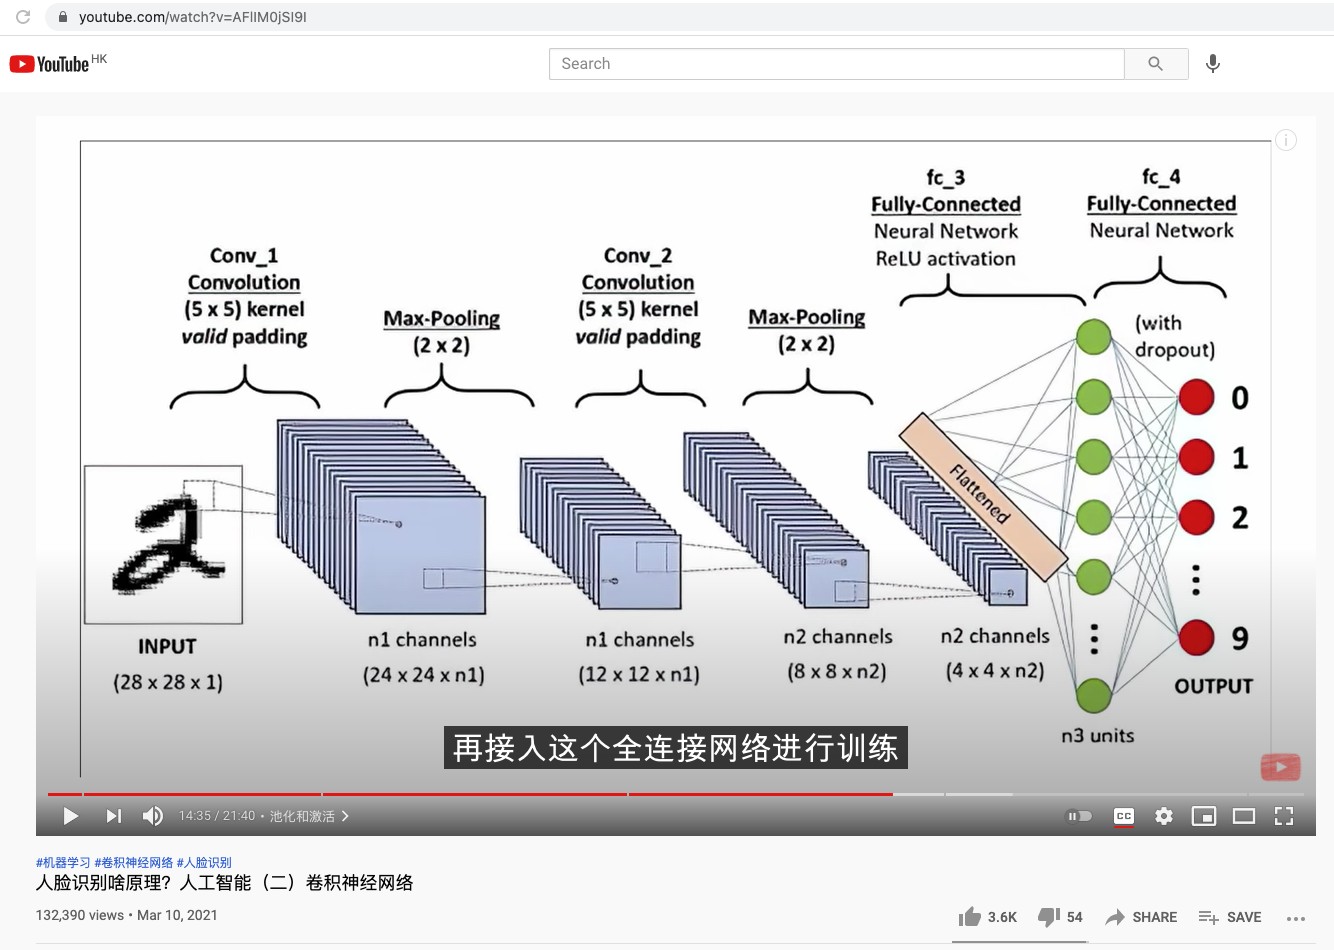 youtube.com/watch?v=AFlIM0jSI9I
YouTube HK
Search
Conv_1
Convolution
(5 x 5) kernel
valid padding
Max-Pooling
(2 x 2)
Conv_2
Convolution
(5 x 5) kernel
valid padding
Max-Pooling
(2 x 2)
fc_3
Fully-Connected
Neural Network
ReLU activation
fc_4
Fully-Connected
Neural Network
(with
dropout)
Flattened
0
1
2
9
OUTPUT
INPUT
(28 x 28 x 1)
n1 channels
(24 x 24 x n1)
n1 channels
(12 x 12 x n1)
n2 channels
(8 x 8 x n2)
n2 channels
(4 x 4 x n2)
n3 units
再接入这个全连接网络进行训练
14:35 / 21:40 • 池化和激活
CC
#机器学习 #卷积神经网络 #人脸识别
人脸识别啥原理？人工智能（二）卷积神经网络
132,390 views • Mar 10, 2021
3.6K
54
SHARE
SAVE